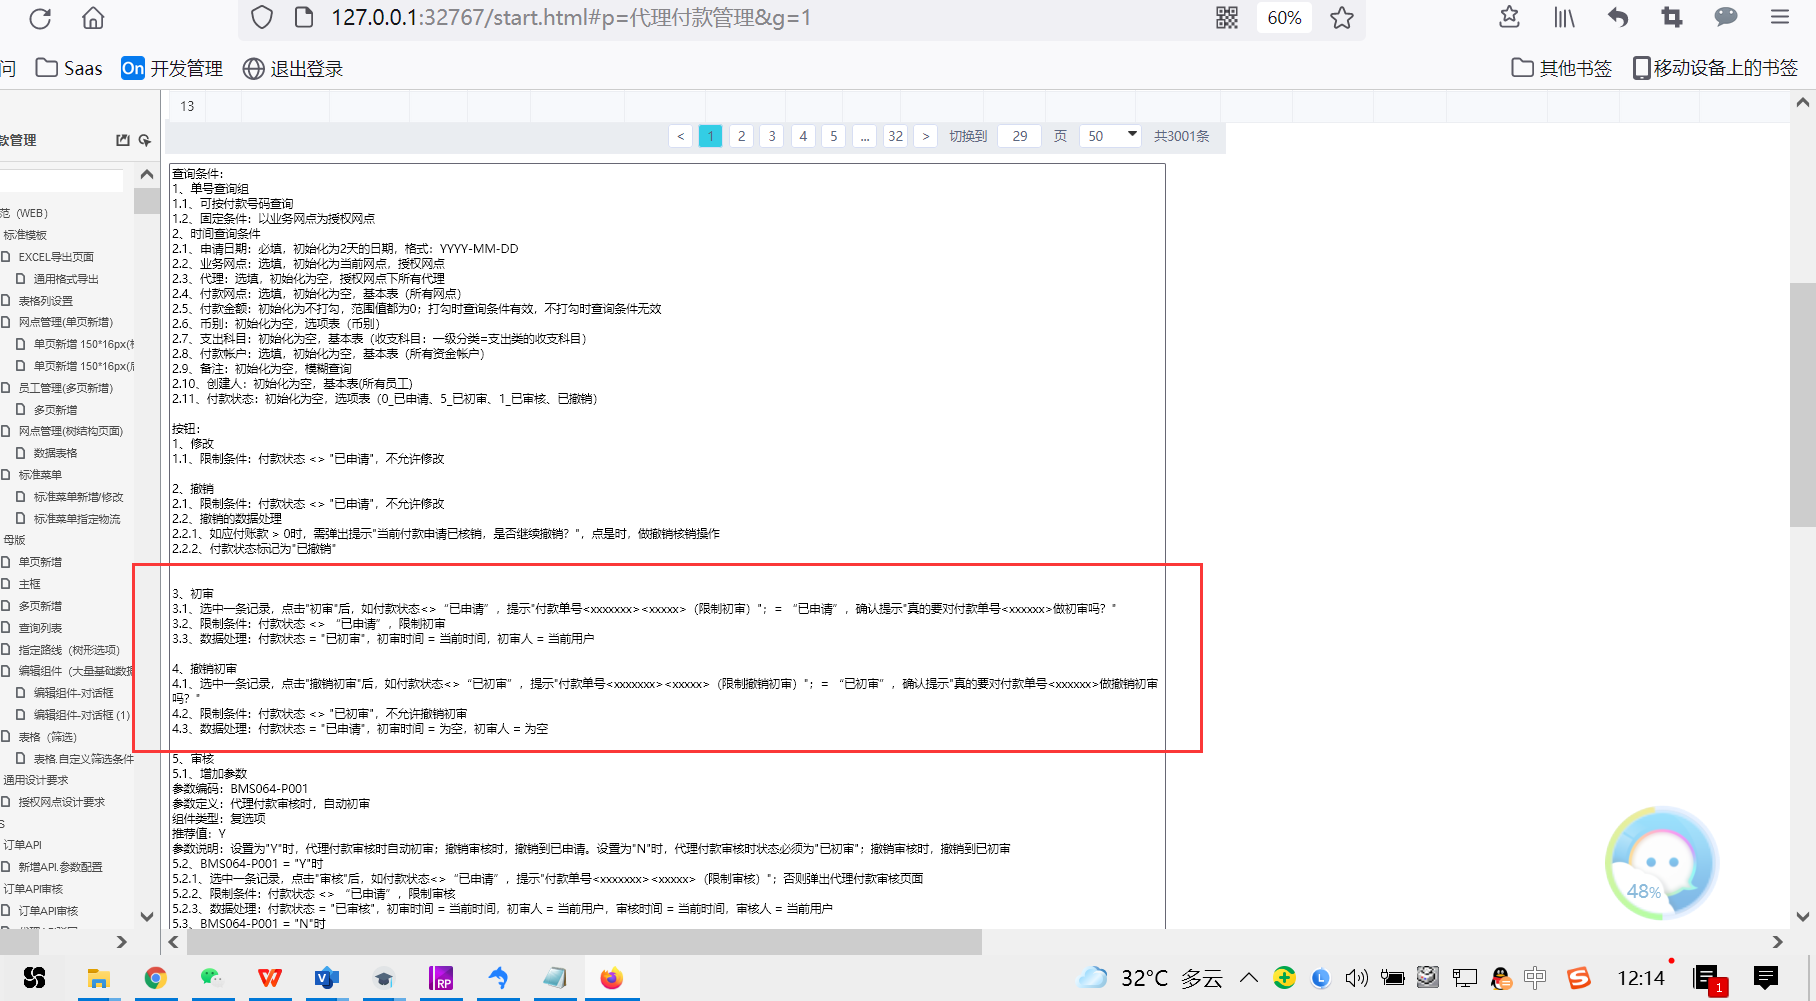 127.0.0.1:32767/start.html#p=代理付款管理&g=1
60%
问
Saas
On 开发管理
退出登录
其他书签
移动设备上的书签
13
款管理
< 1 2 3 4 5 ... 32 > 切换到 29 页 50 共3001条
范（WEB）
标准模板
EXCEL导出页面
通用格式导出
表格列设置
网点管理(单页新增)
单页新增 150*16px(
单页新增 150*16px(
员工管理(多页新增)
多页新增
网点管理(树结构页面)
数据表格
标准菜单
标准菜单新增/修改
标准菜单指定物流
母版
单页新增
主框
多页新增
查询列表
指定路线（树形选项）
编辑组件（大量基础数据
编辑组件-对话框
编辑组件-对话框 (1)
表格（筛选）
表格.自定义筛选条件
通用设计要求
授权网点设计要求
S
订单API
新增API.参数配置
订单API审核
订单API审核
查询条件：
1、单号查询组
1.1、可按付款号码查询
1.2、固定条件：以业务网点为授权网点
2、时间查询条件
2.1、申请日期：必填，初始化为2天的日期，格式：YYYY-MM-DD
2.2、业务网点：选填，初始化为当前网点，授权网点
2.3、代理：选填，初始化为空，授权网点下所有代理
2.4、付款网点：选填，初始化为空，基本表（所有网点）
2.5、付款金额：初始化为不打勾，范围值都为0；打勾时查询条件有效，不打勾时查询条件无效
2.6、币别：初始化为空，选项表（币别）
2.7、支出科目：初始化为空，基本表（收支科目：一级分类=支出类的收支科目）
2.8、付款帐户：选填，初始化为空，基本表（所有资金帐户）
2.9、备注：初始化为空，模糊查询
2.10、创建人：初始化为空，基本表(所有员工)
2.11、付款状态：初始化为空，选项表（0_已申请、5_已初审、1_已审核、已撤销）
按钮：
1、修改
1.1、限制条件：付款状态 <> "已申请"，不允许修改
2、撤销
2.1、限制条件：付款状态 <> "已申请"，不允许修改
2.2、撤销的数据处理
2.2.1、如应付账款 > 0时，需弹出提示"当前付款申请已核销，是否继续撤销？"，点是时，做撤销核销操作
2.2.2、付款状态标记为"已撤销"
3、初审
3.1、选中一条记录，点击"初审"后，如付款状态<>“已申请”，提示"付款单号<xxxxxxx><xxxxx>（限制初审）"；=“已申请”，确认提示"真的要对付款单号<xxxxxx>做初审吗？"
3.2、限制条件：付款状态 <> “已申请”，限制初审
3.3、数据处理：付款状态 = "已初审"，初审时间 = 当前时间，初审人 = 当前用户
4、撤销初审
4.1、选中一条记录，点击"撤销初审"后，如付款状态<>“已初审”，提示"付款单号<xxxxxxx><xxxxx>（限制撤销初审）"；=“已初审”，确认提示"真的要对付款单号<xxxxxx>做撤销初审
吗？"
4.2、限制条件：付款状态 <> "已初审"，不允许撤销初审
4.3、数据处理：付款状态 = "已申请"，初审时间 = 为空，初审人 = 为空
5、审核
5.1、增加参数
参数编码：BMS064-P001
参数定义：代理付款审核时，自动初审
组件类型：复选项
推荐值：Y
参数说明：设置为"Y"时，代理付款审核时自动初审；撤销审核时，撤销到已申请。设置为"N"时，代理付款审核时状态必须为"已初审"；撤销审核时，撤销到已初审
5.2、BMS064-P001 = "Y"时
5.2.1、选中一条记录，点击"审核"后，如付款状态<>“已申请”，提示"付款单号<xxxxxxx><xxxxx>（限制审核）"；否则弹出代理付款审核页面
5.2.2、限制条件：付款状态 <> “已申请”，限制审核
5.2.3、数据处理：付款状态 = "已审核"，初审时间 = 当前时间，初审人 = 当前用户，审核时间 = 当前时间，审核人 = 当前用户
5.3、BMS064-P001 = "N"时
48%
RP
32°C 多云
中
12:14
1